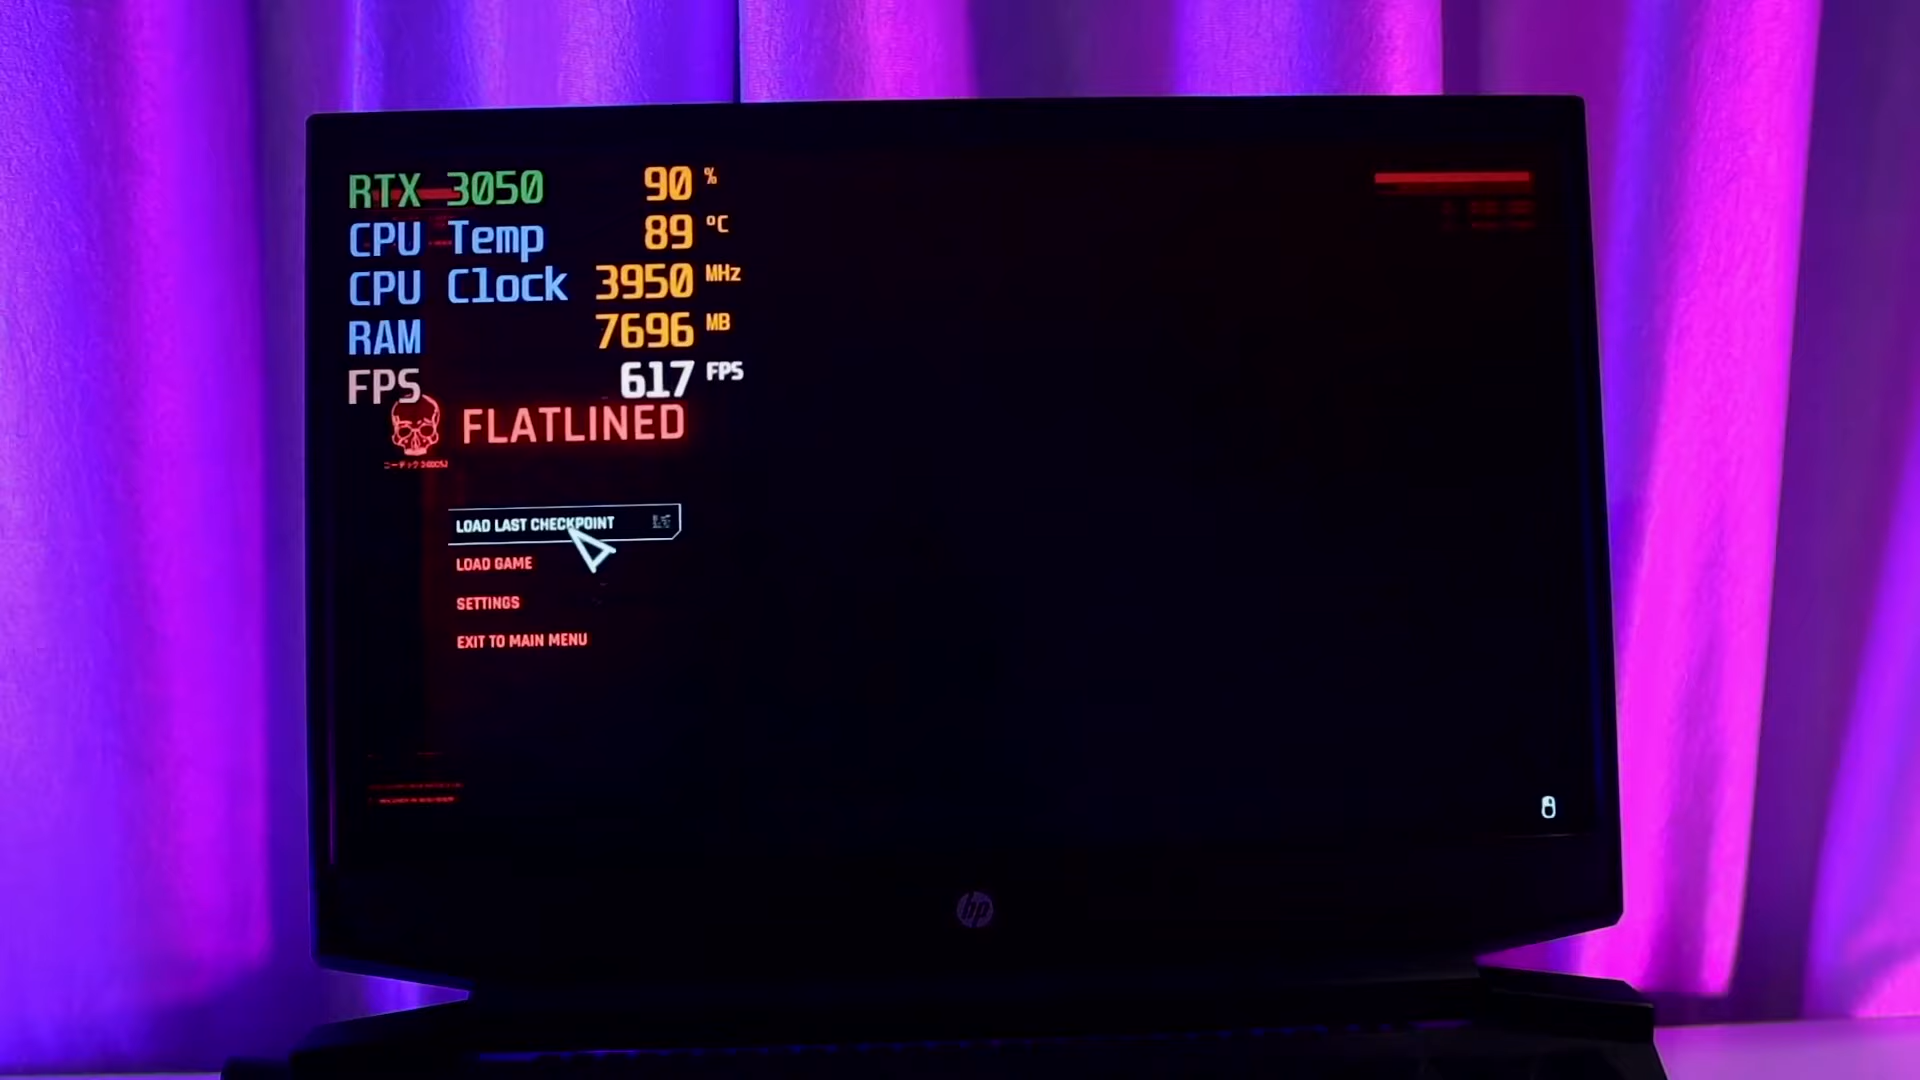 RTX 3050 90 %
CPU Temp 89 °C
CPU Clock 3950 MHz
RAM 7696 MB
FPS 617 FPS
FLATLINED
LOAD LAST CHECKPOINT
LOAD GAME
SETTINGS
EXIT TO MAIN MENU
hp